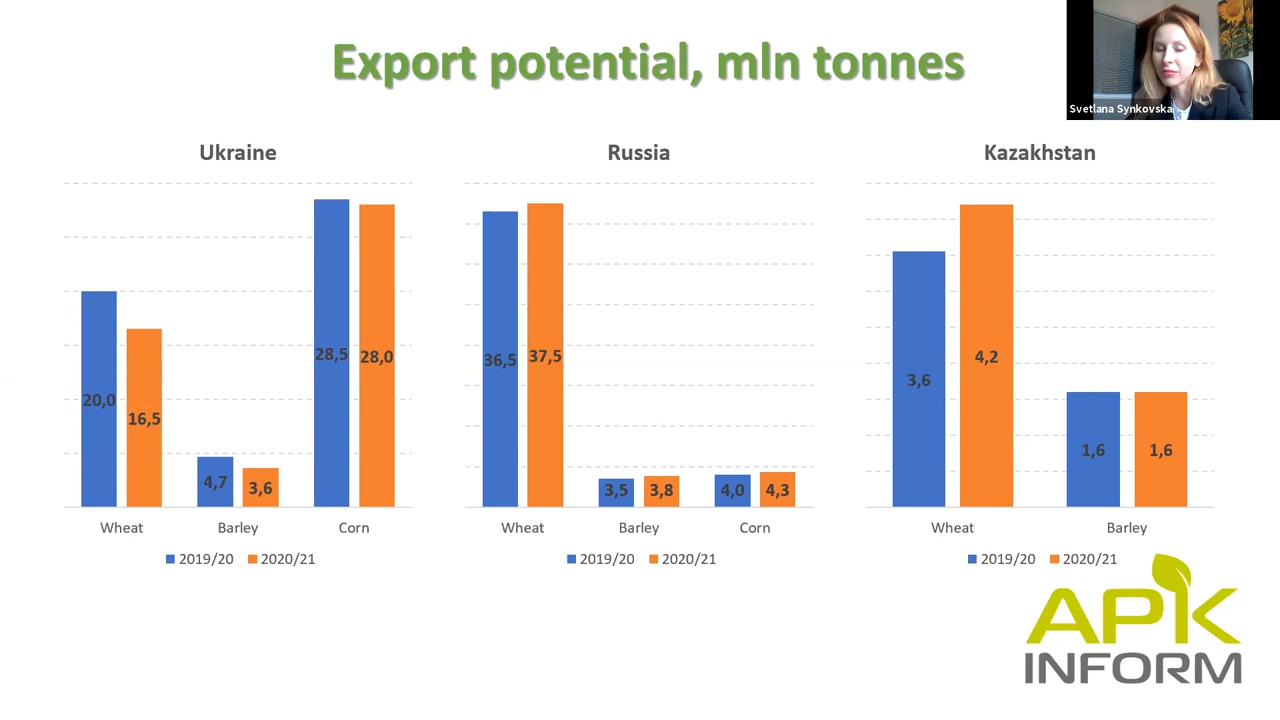 Export potential, mln tonnes
Svetlana Synkovska
Ukraine
20,0
16,5
4,7
3,6
28,5
28,0
Wheat
Barley
Corn
2019/20
2020/21
Russia
36,5
37,5
3,5
3,8
4,0
4,3
Wheat
Barley
Corn
2019/20
2020/21
Kazakhstan
3,6
4,2
1,6
1,6
Wheat
Barley
2019/20
2020/21
APK
INFORM